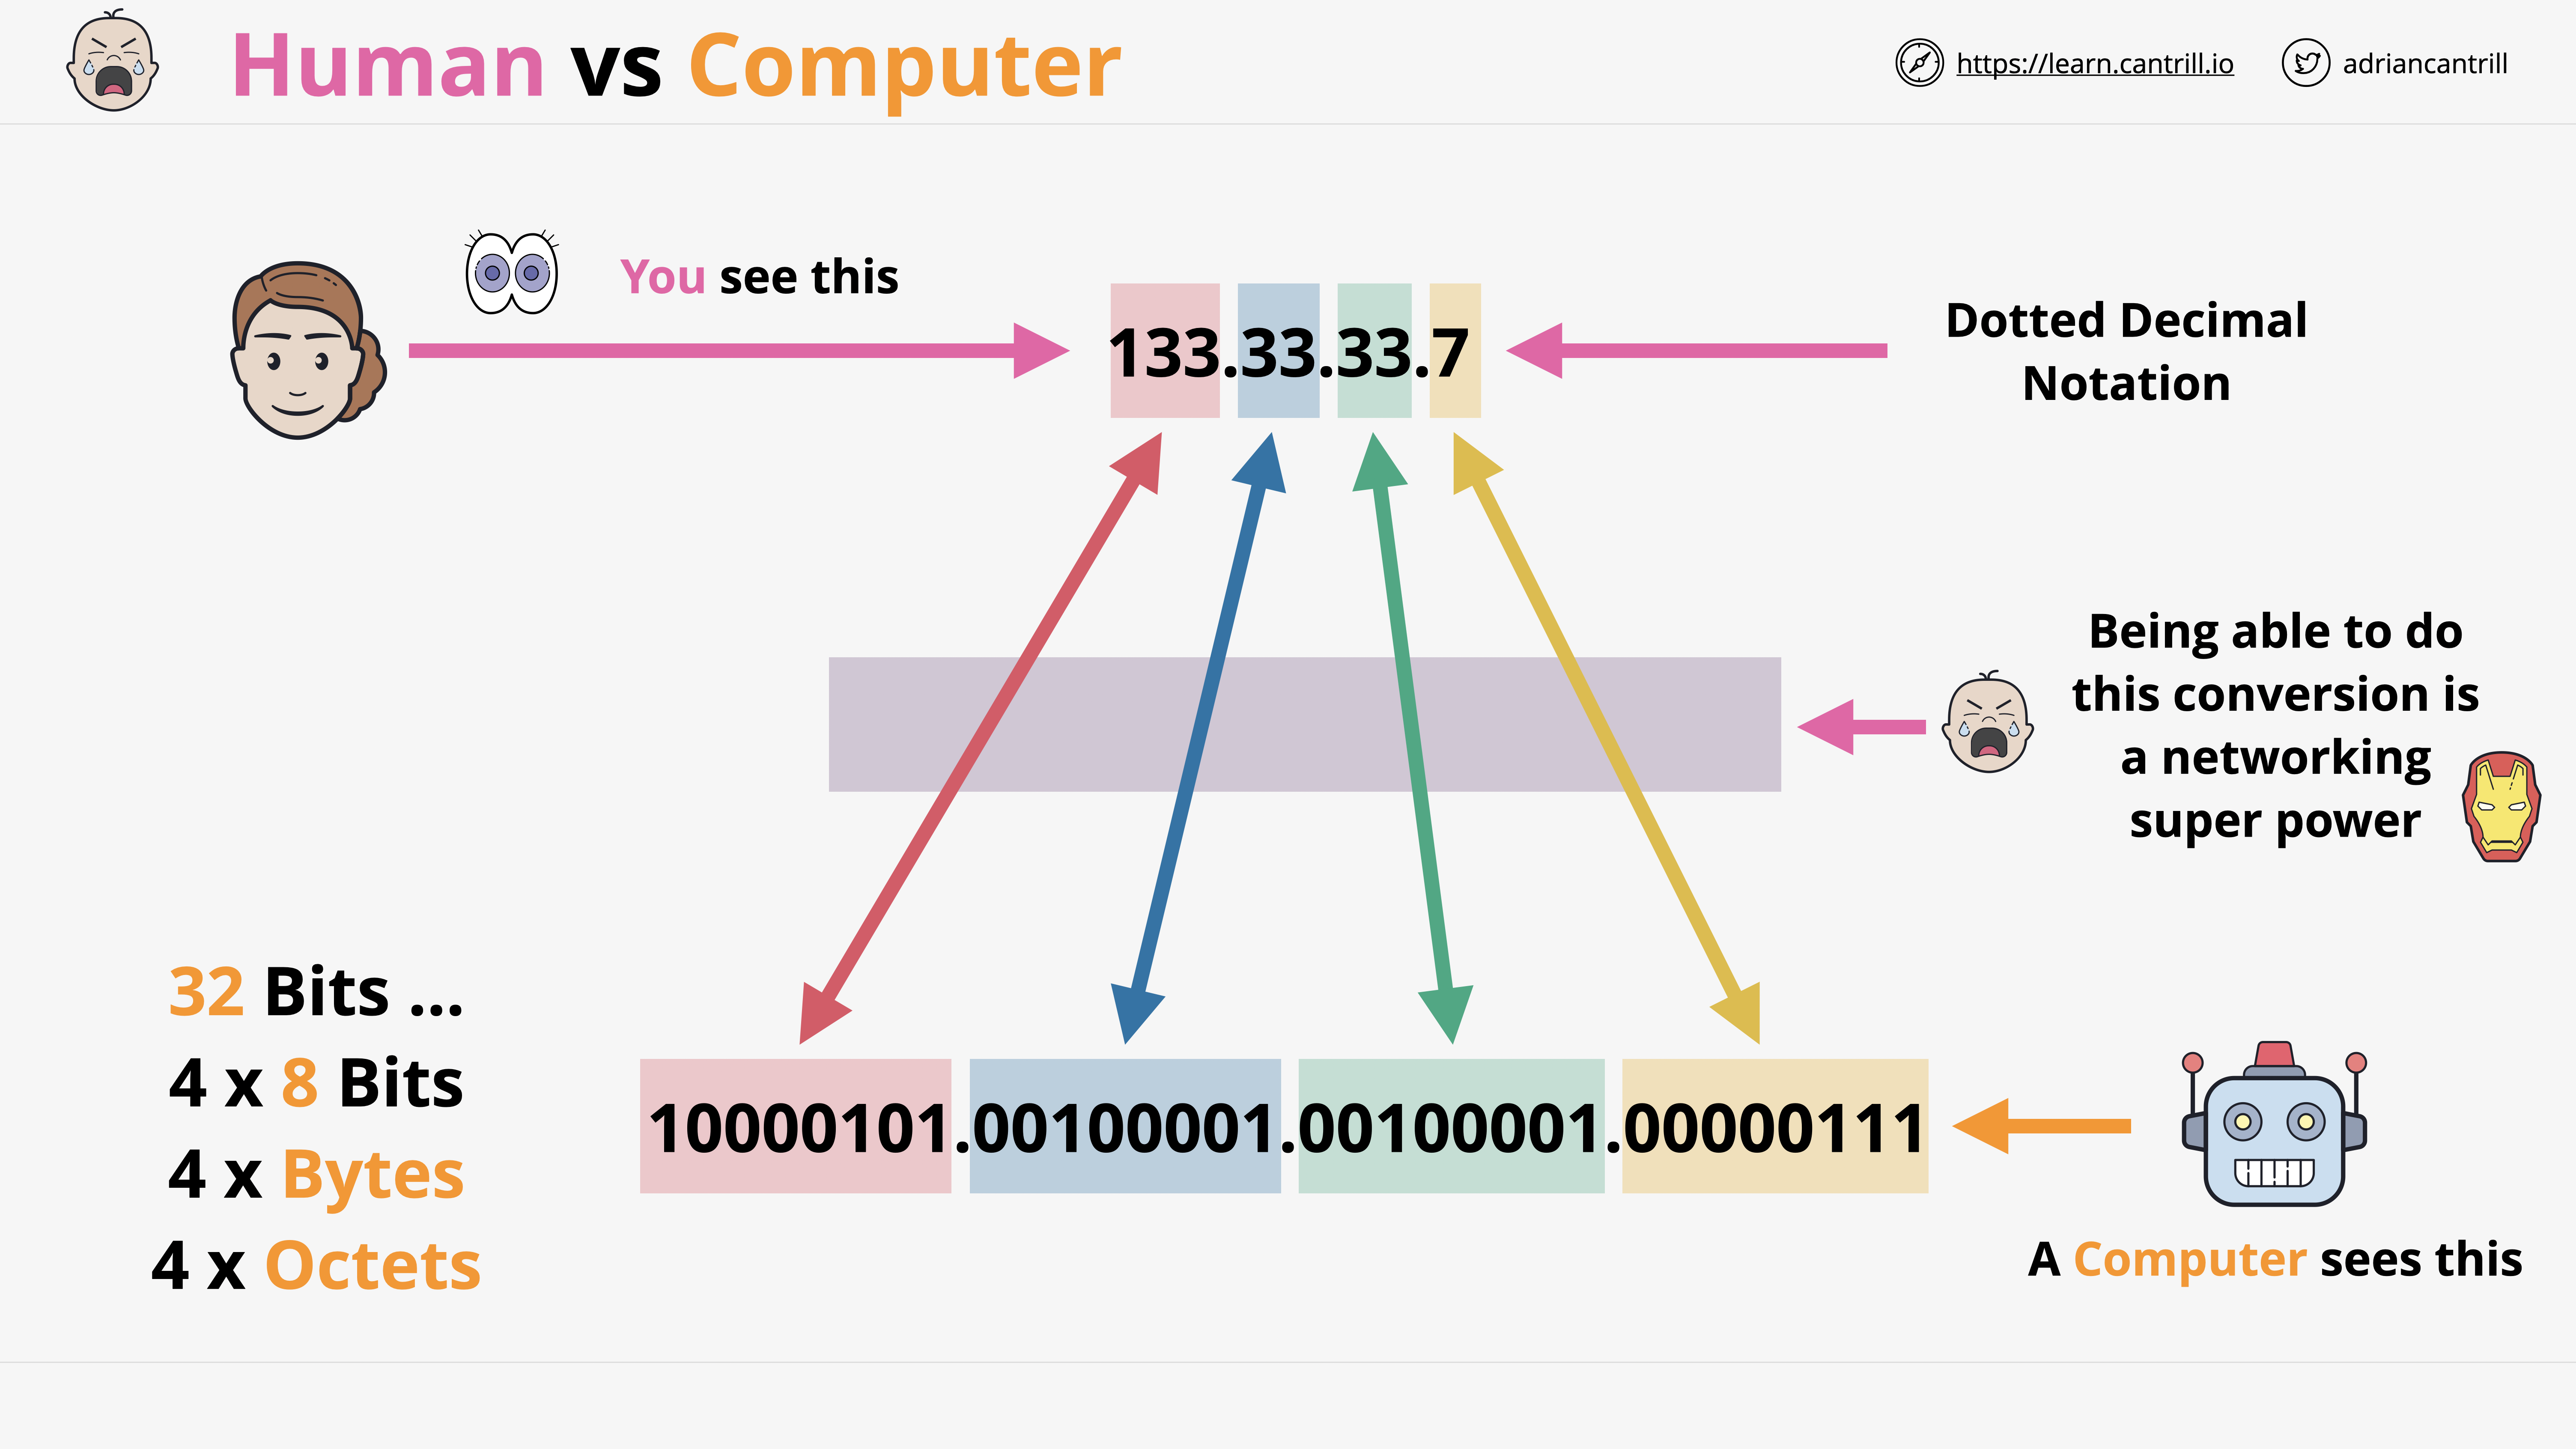 Human vs Computer
https://learn.cantrill.io
adriancantrill
You see this
133.33.33.7
Dotted Decimal
Notation
Being able to do
this conversion is
a networking
super power
32 Bits ...
4 x 8 Bits
4 x Bytes
4 x Octets
10000101.00100001.00100001.00000111
A Computer sees this